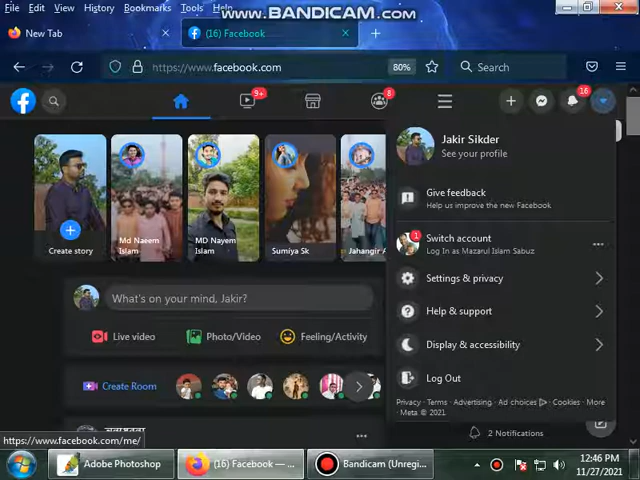 File Edit View History Bookmarks Tools Help
www.BANDICAM.com
New Tab
(16) Facebook
https://www.facebook.com
80%
Search
9+
8
16
Jakir Sikder
See your profile
Give feedback
Help us improve the new Facebook
1
Switch account
Log In as Mazarul Islam Sabuz
Settings & privacy
Help & support
Display & accessibility
Log Out
Privacy · Terms · Advertising · Ad choices · Cookies · More ·
Meta © 2021
Create story
Md Naeem
Islam
MD Nayem
Islam
Sumiya Sk
Jahangir A
What's on your mind, Jakir?
Live video
Photo/Video
Feeling/Activity
Create Room
2 Notifications
https://www.facebook.com/me/
Adobe Photoshop
(16) Facebook — ...
Bandicam (Unregi...
12:46 PM
11/27/2021